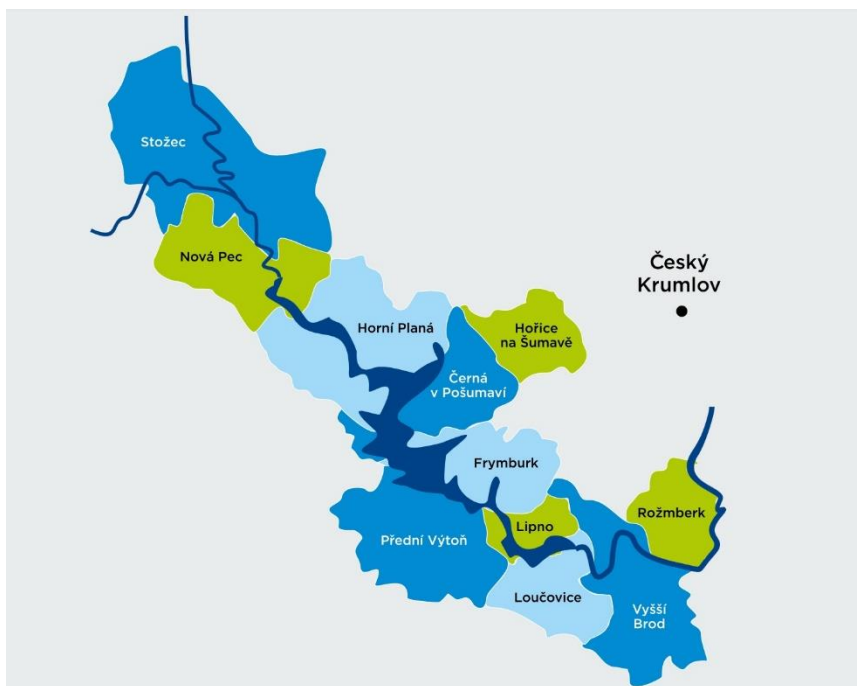 Stožec
Nová Pec
Český
Krumlov
Horní Planá
Hořice
na Šumavě
Černá
v Pošumaví
Frymburk
Rožmberk
Lipno
Přední Výtoň
Loučovice
Vyšší
Brod